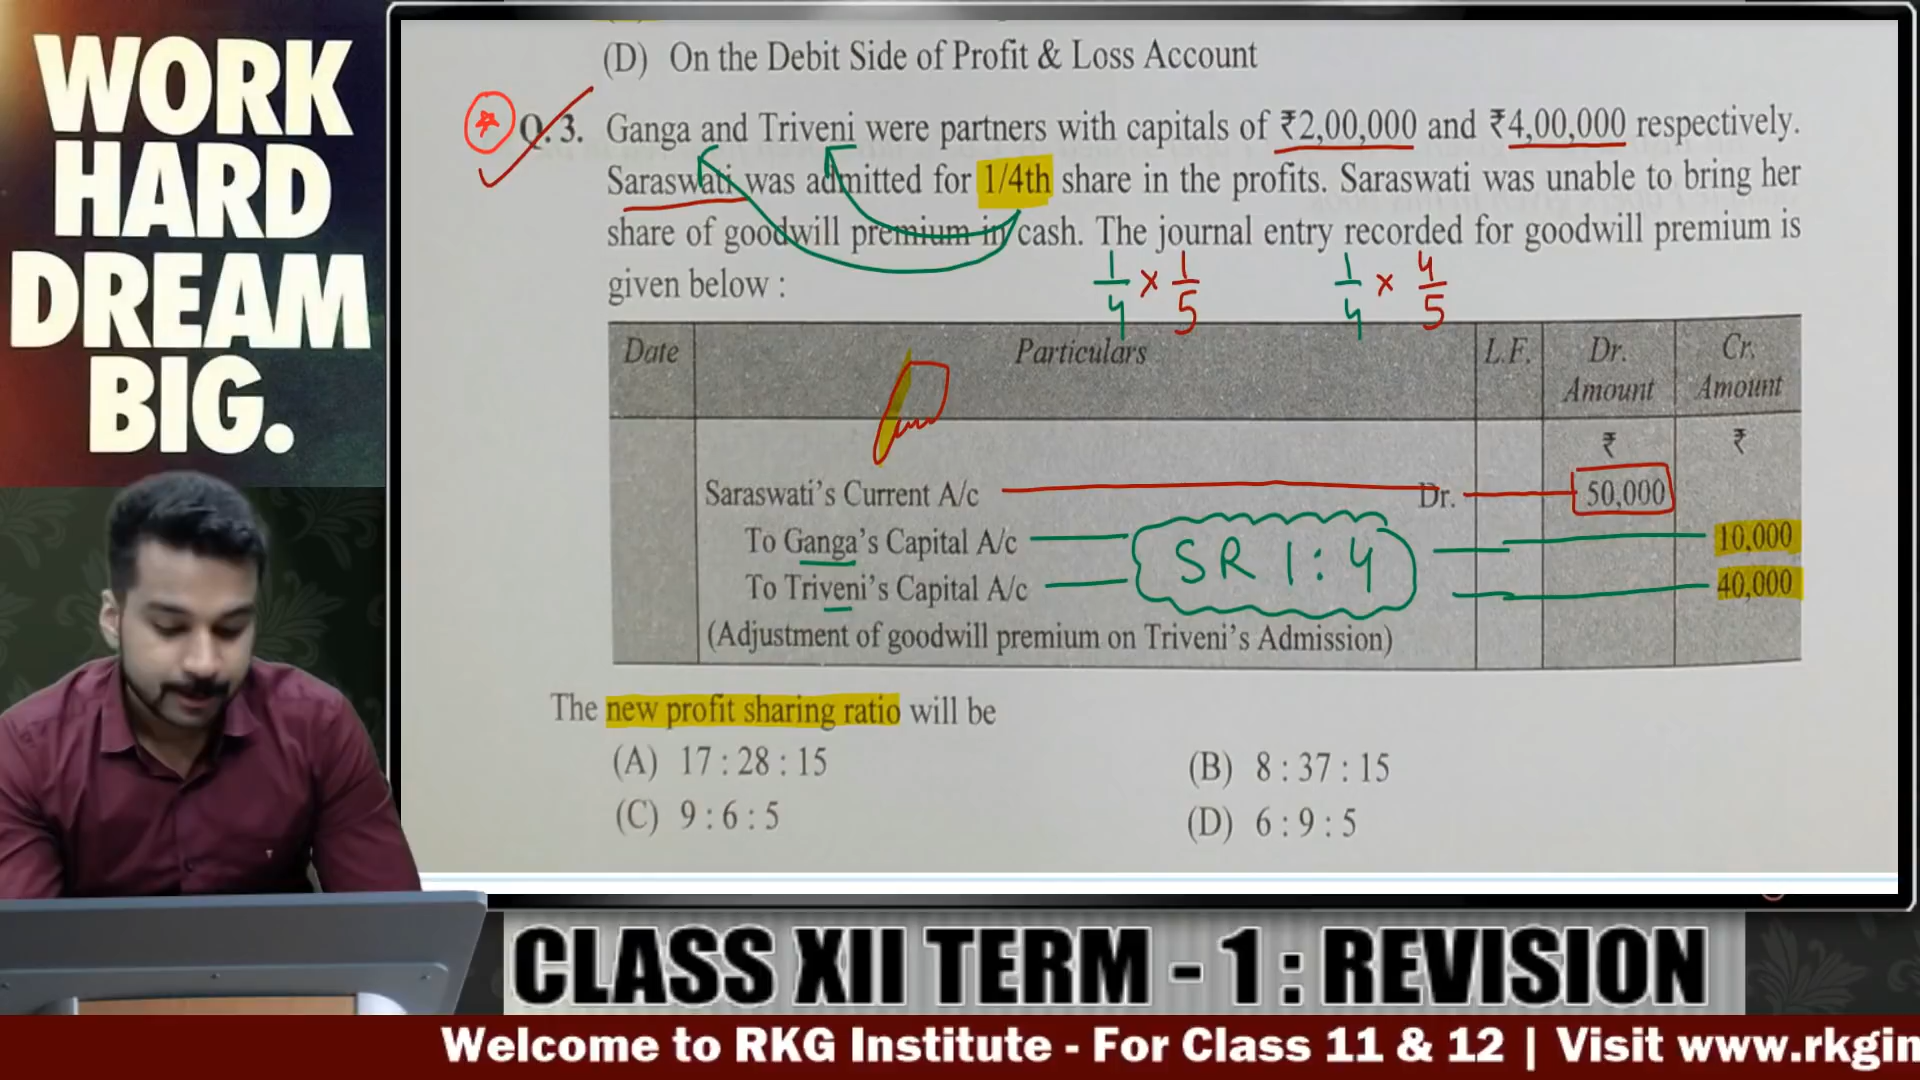 WORK
HARD
DREAM
BIG.
(D) On the Debit Side of Profit & Loss Account
Q. 3. Ganga and Triveni were partners with capitals of ₹2,00,000 and ₹4,00,000 respectively.
Saraswati was admitted for 1/4th share in the profits. Saraswati was unable to bring her
share of goodwill premium in cash. The journal entry recorded for goodwill premium is
given below :
1/4 × 1/5 1/4 × 4/5
Date Particulars L.F. Dr. Amount Cr. Amount
₹ ₹
Saraswati's Current A/c Dr. 50,000
To Ganga's Capital A/c 10,000
SR 1 : 4
To Triveni's Capital A/c 40,000
(Adjustment of goodwill premium on Triveni's Admission)
The new profit sharing ratio will be
(A) 17 : 28 : 15 (B) 8 : 37 : 15
(C) 9 : 6 : 5 (D) 6 : 9 : 5
CLASS XII TERM - 1 : REVISION
Welcome to RKG Institute - For Class 11 & 12 | Visit www.rkgin